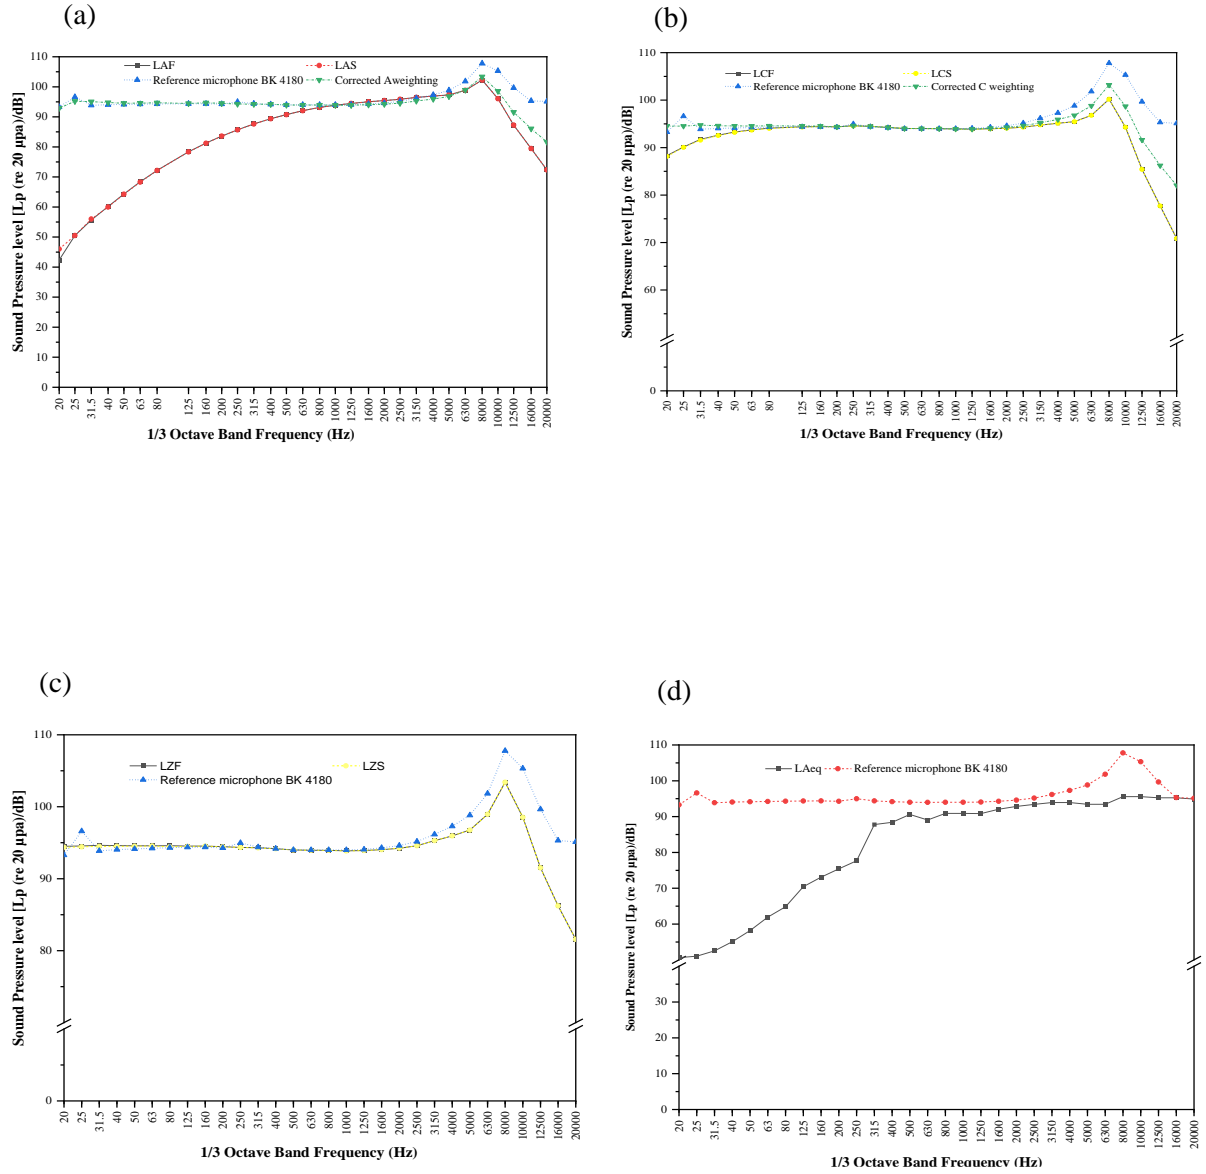 (a)
LAF LAS
Reference microphone BK 4180 Corrected Aweighting
Sound Pressure level [Lp (re 20 μpa)/dB]
110
100
90
80
70
60
50
40
30
20
10
0
20 25 31.5 40 50 63 80 125 160 200 250 315 400 500 630 800 1000 1250 1600 2000 2500 3150 4000 5000 6300 8000 10000 12500 16000 20000
1/3 Octave Band Frequency (Hz)
(b)
LCF LCS
Reference microphone BK 4180 Corrected C weighting
Sound Pressure level [Lp (re 20 μpa)/dB]
110
100
90
80
70
60
0
20 25 31.5 40 50 63 80 125 160 200 250 315 400 500 630 800 1000 1250 1600 2000 2500 3150 4000 5000 6300 8000 10000 12500 16000 20000
1/3 Octave Band Frequency (Hz)
(c)
LZF LZS
Reference microphone BK 4180
Sound Pressure level [Lp (re 20 μpa)/dB]
110
100
90
80
0
20 25 31.5 40 50 63 80 125 160 200 250 315 400 500 630 800 1000 1250 1600 2000 2500 3150 4000 5000 6300 8000 10000 12500 16000 20000
1/3 Octave Band Frequency (Hz)
(d)
LAeq Reference microphone BK 4180
Sound Pressure level [Lp (re 20 μpa)/dB]
110
100
90
80
70
60
30
20
10
0
20 25 31.5 40 50 63 80 125 160 200 250 315 400 500 630 800 1000 1250 1600 2000 2500 3150 4000 5000 6300 8000 10000 12500 16000 20000
1/3 Octave Band Frequency (Hz)